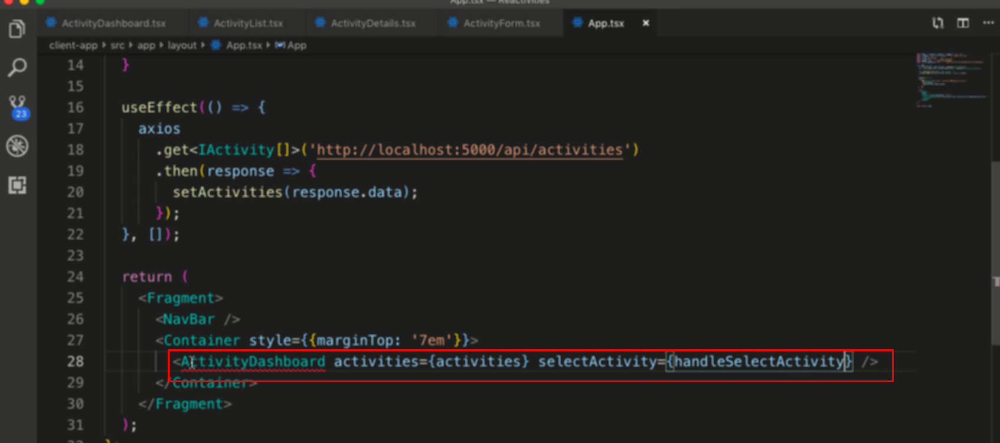 App.tsx — Reactivities
ActivityDashboard.tsx ActivityList.tsx ActivityDetails.tsx ActivityForm.tsx App.tsx ×
client-app src app layout App.tsx App
14 }
15
16 useEffect(() => {
17 axios
18 .get<IActivity[]>('http://localhost:5000/api/activities')
19 .then(response => {
20 setActivities(response.data);
21 });
22 }, []);
23
24 return (
25 <Fragment>
26 <NavBar />
27 <Container style={{marginTop: '7em'}}>
28 <ActivityDashboard activities={activities} selectActivity={handleSelectActivity} />
29 </Container>
30 </Fragment>
31 );
23